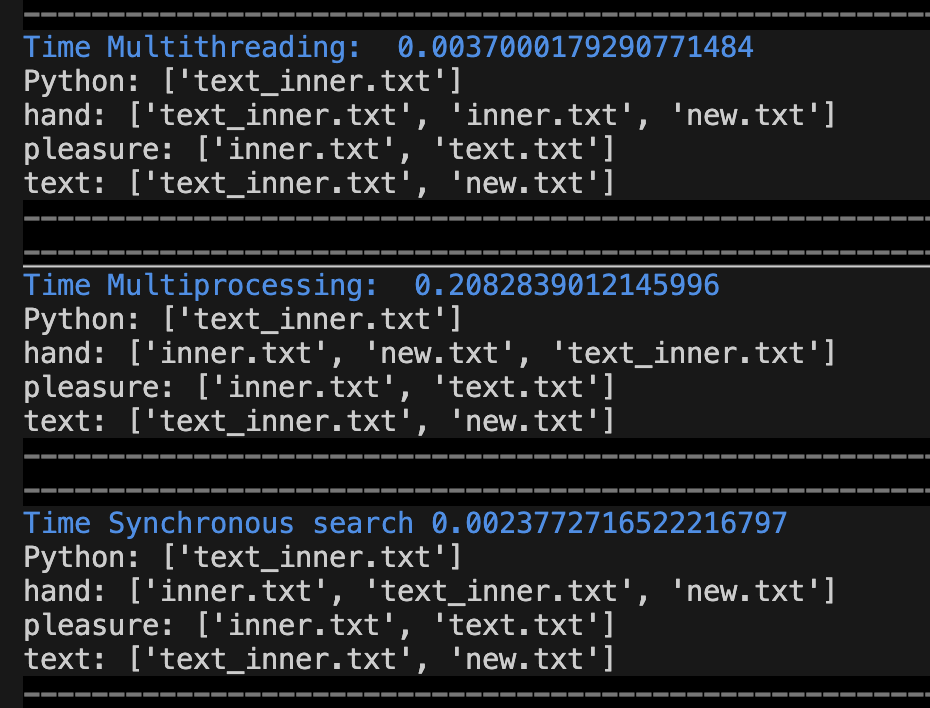 -------------------------------------------------------
Time Multithreading:  0.0037000179290771484
Python: ['text_inner.txt']
hand: ['text_inner.txt', 'inner.txt', 'new.txt']
pleasure: ['inner.txt', 'text.txt']
text: ['text_inner.txt', 'new.txt']
-------------------------------------------------------
-------------------------------------------------------
Time Multiprocessing:  0.2082839012145996
Python: ['text_inner.txt']
hand: ['inner.txt', 'new.txt', 'text_inner.txt']
pleasure: ['inner.txt', 'text.txt']
text: ['text_inner.txt', 'new.txt']
-------------------------------------------------------
-------------------------------------------------------
Time Synchronous search 0.0023772716522216797
Python: ['text_inner.txt']
hand: ['inner.txt', 'text_inner.txt', 'new.txt']
pleasure: ['inner.txt', 'text.txt']
text: ['text_inner.txt', 'new.txt']
-------------------------------------------------------